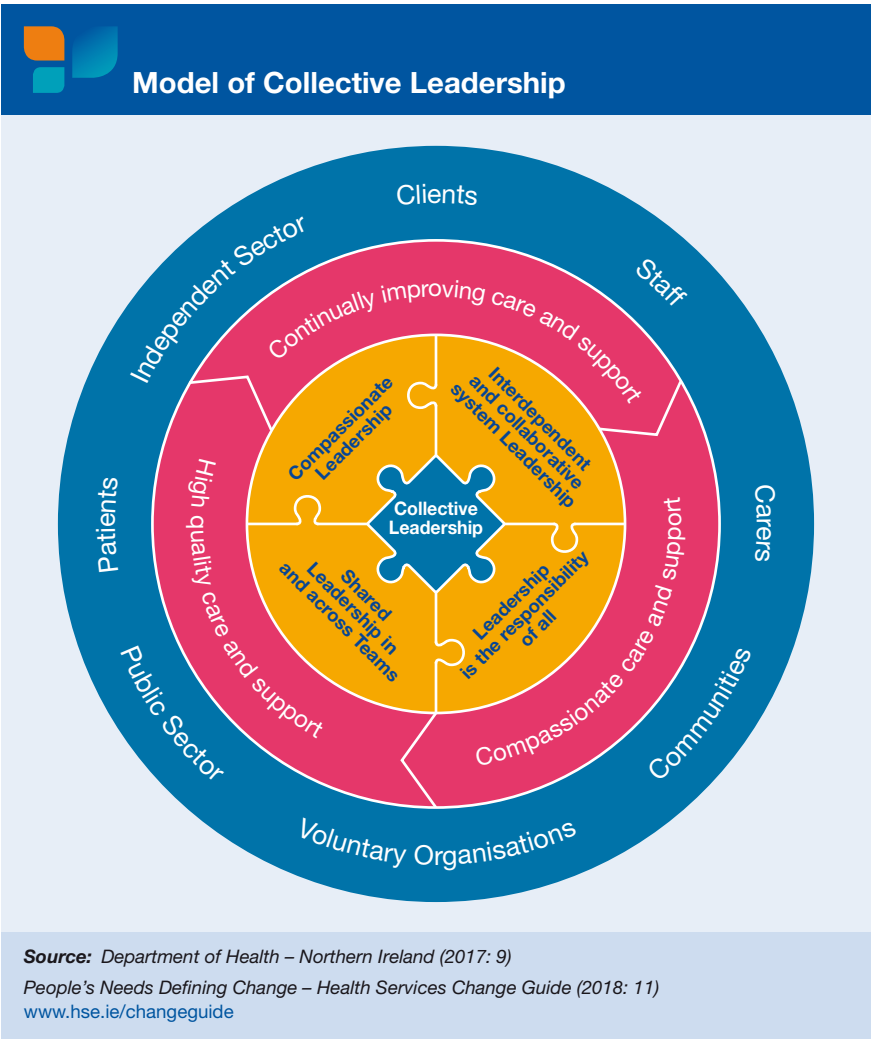 Model of Collective Leadership
Clients
Staff
Carers
Communities
Voluntary Organisations
Public Sector
Patients
Independent Sector
Continually improving care and support
Compassionate care and support
High quality care and support
Compassionate
Leadership
Interdependent
and collaborative
system Leadership
Leadership
is the responsibility
of all
Shared
Leadership in
and across Teams
Collective
Leadership
Source: Department of Health – Northern Ireland (2017: 9)
People’s Needs Defining Change – Health Services Change Guide (2018: 11)
www.hse.ie/changeguide